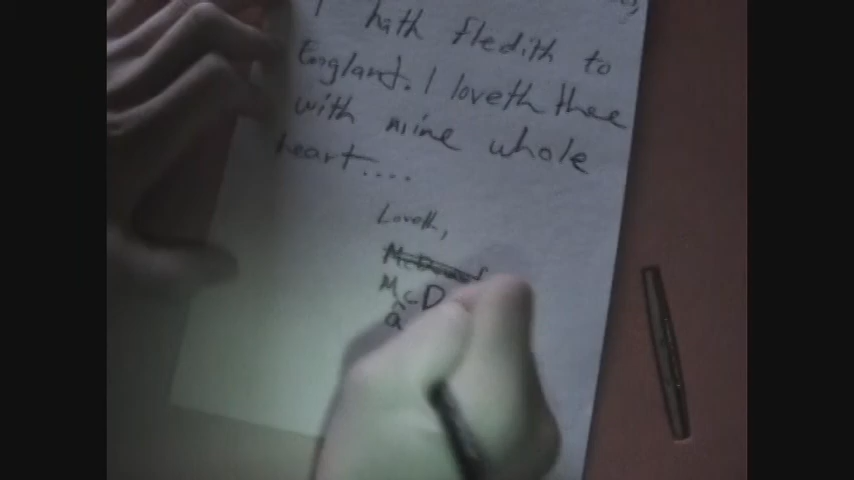 I hath fledith to
England. I loveth thee
with mine whole
heart....
Loveth,
McD
a